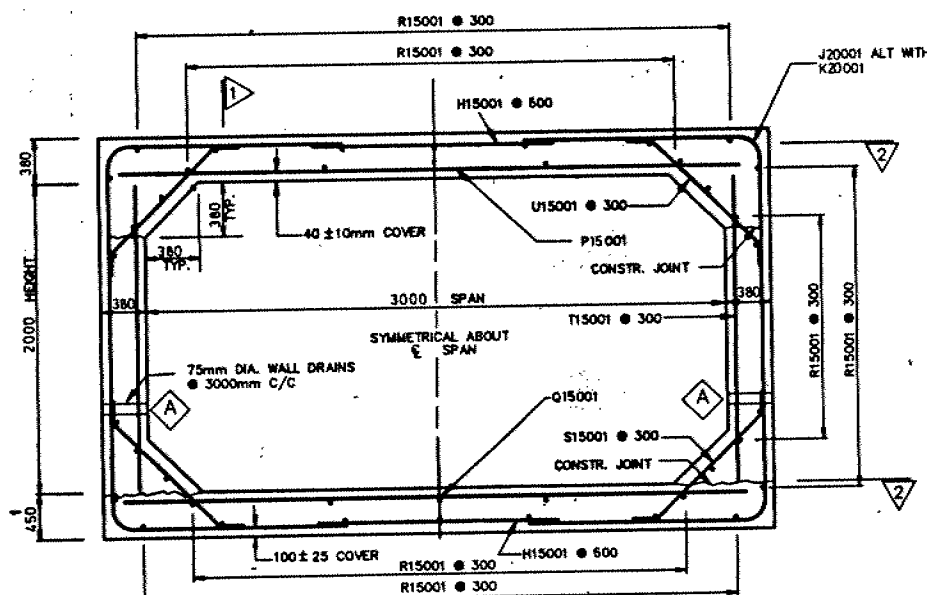 R15001 ● 300
R15001 ● 300
J20001 ALT WITH
K20001
1
H15001 ● 600
2
380
380
TYP.
U15001 ● 300
40 ±10mm COVER
P15001
380
TYP.
CONSTR. JOINT
380
3000 SPAN
380
2000 HEIGHT
T15001 ● 300
SYMMETRICAL ABOUT
℄ SPAN
R15001 ● 300
R15001 ● 300
75mm DIA. WALL DRAINS
● 3000mm C/C
A
A
Q15001
S15001 ● 300
CONSTR. JOINT
2
450
100± 25 COVER
H15001 ● 600
R15001 ● 300
R15001 ● 300